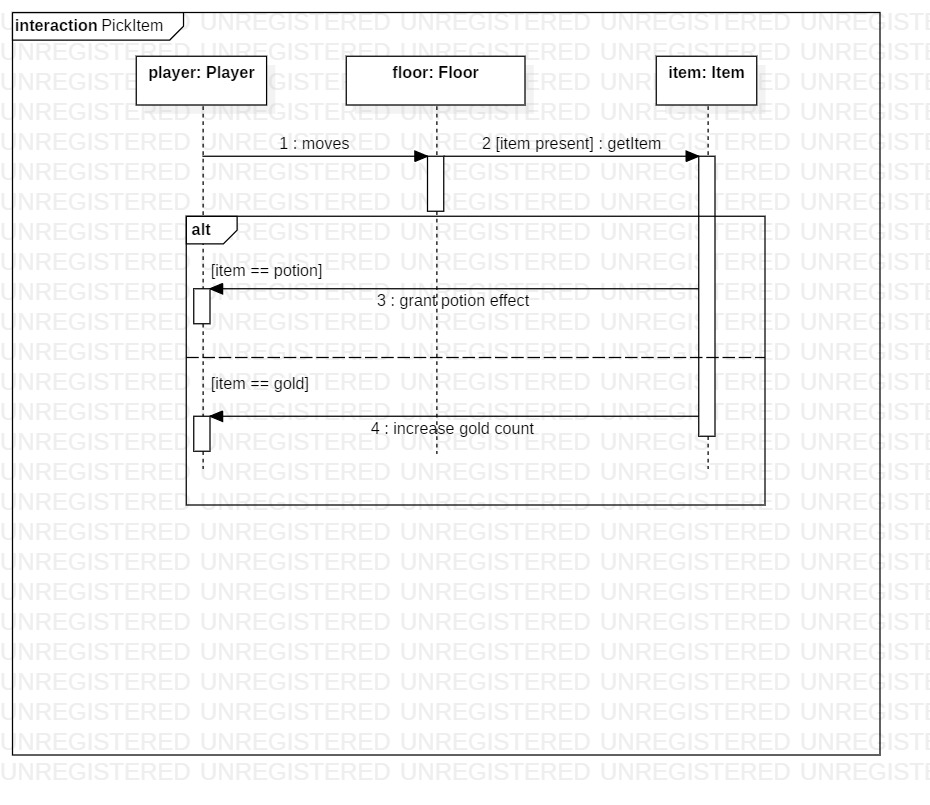 interaction PickItem
player: Player
floor: Floor
item: Item
1 : moves
2 [item present] : getItem
alt
[item == potion]
3 : grant potion effect
[item == gold]
4 : increase gold count
UNREGISTERED UNREGISTERED UNREGISTERED UNREGISTERED UNREGISTERED